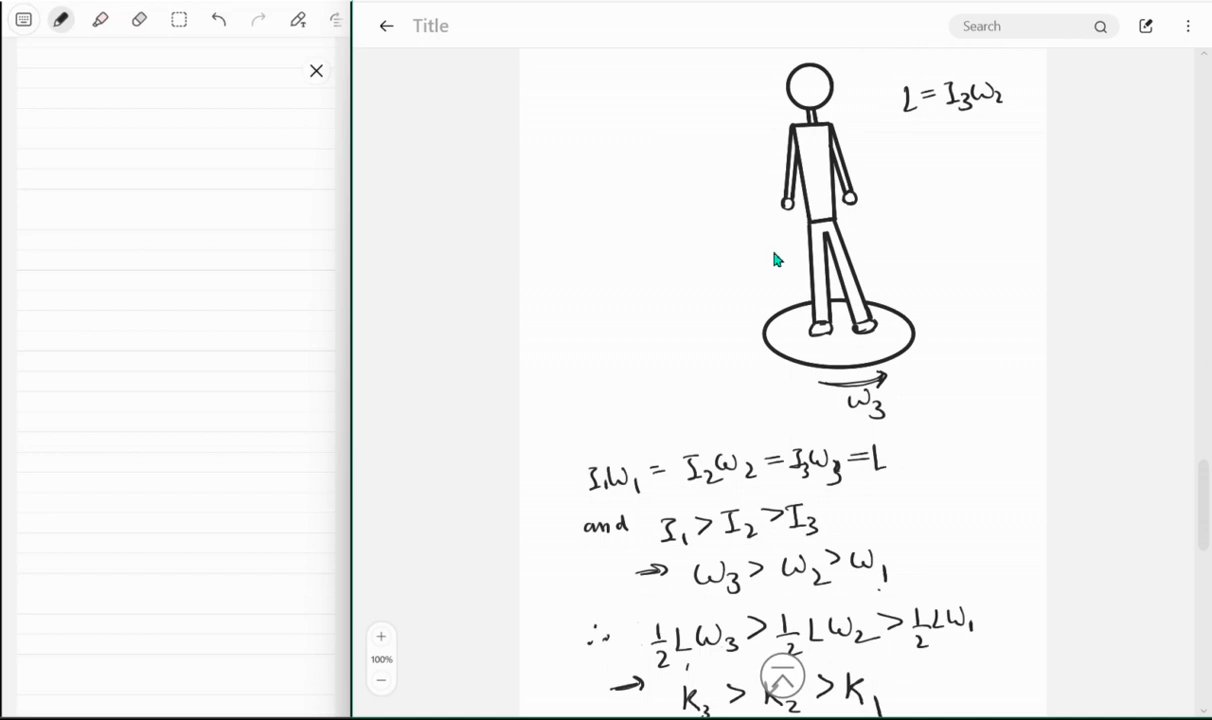 Title
Search
L = I₃ω₂
ω₃
I₁ω₁ = I₂ω₂ = I₃ω₃ = L
and I₁ > I₂ > I₃
⇒ ω₃ > ω₂ > ω₁
∴ ½Lω₃ > ½Lω₂ > ½Lω₁
→ K₃ > K₂ > K₁
100%